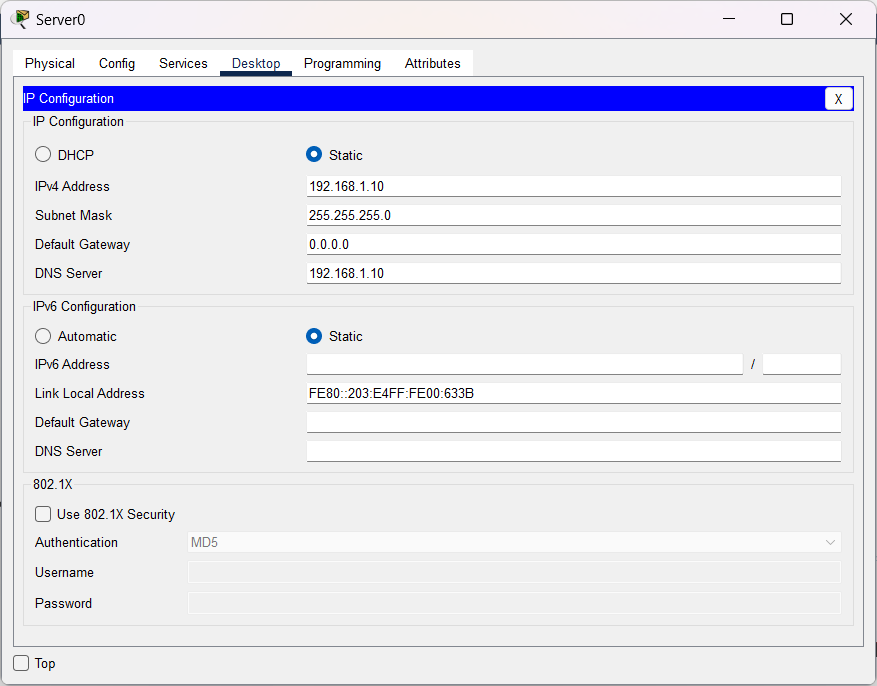 Server0
Physical Config Services Desktop Programming Attributes
IP Configuration
X
IP Configuration
DHCP Static
IPv4 Address 192.168.1.10
Subnet Mask 255.255.255.0
Default Gateway 0.0.0.0
DNS Server 192.168.1.10
IPv6 Configuration
Automatic Static
IPv6 Address /
Link Local Address FE80::203:E4FF:FE00:633B
Default Gateway
DNS Server
802.1X
Use 802.1X Security
Authentication MD5
Username
Password
Top